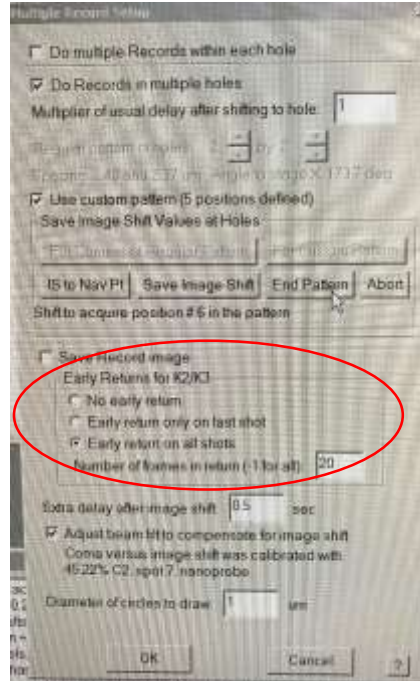 Multiple Record Setup
Do multiple Records within each hole
Do Records in multiple holes
Multiplier of usual delay after shifting to hole: 1
Use custom pattern (5 positions defined)
Save Image Shift Values at Holes
IS to Nav Pt Save Image Shift End Pattern Abort
Shift to acquire position # 6 in the pattern
Save Record image
Early Returns for K2/K3
No early return
Early return only on last shot
Early return on all shots
Number of frames in return (-1 for all): 20
Extra delay after image shift 0.5 sec
Adjust beam tilt to compensate for image shift
Coma versus image shift was calibrated with
45.22% C2, spot 7, nanoprobe
Diameter of circles to draw: 1 um
OK Cancel ?